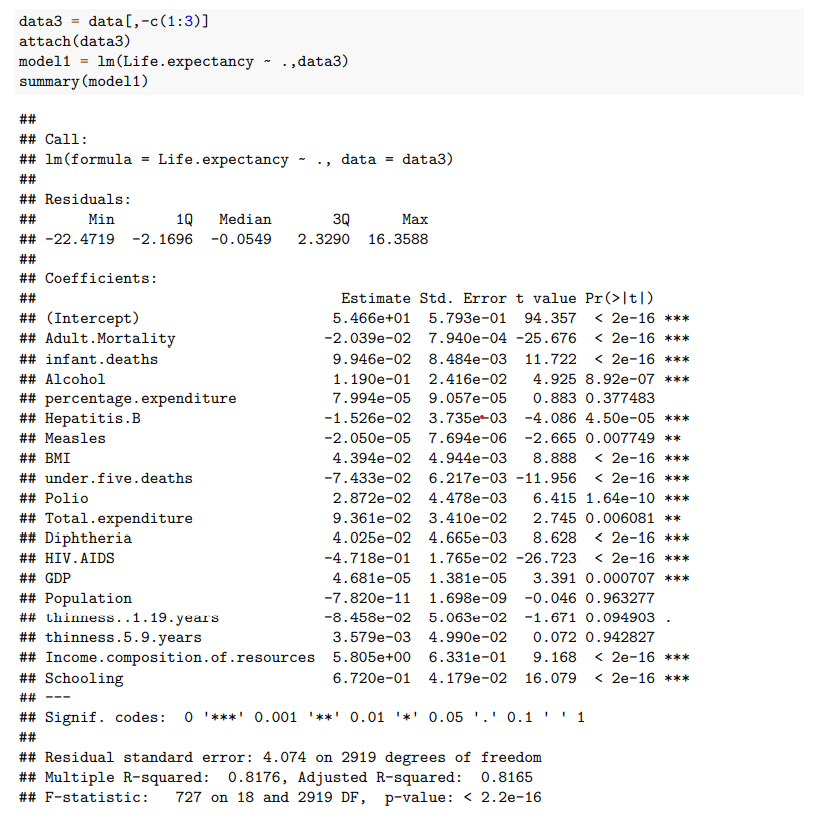 data3 = data[,-c(1:3)]
attach(data3)
model1 = lm(Life.expectancy ~ .,data3)
summary(model1)
##
## Call:
## lm(formula = Life.expectancy ~ ., data = data3)
##
## Residuals:
##      Min       1Q   Median       3Q      Max
## -22.4719  -2.1696  -0.0549   2.3290  16.3588
##
## Coefficients:
##                                   Estimate Std. Error t value Pr(>|t|)
## (Intercept)                      5.466e+01  5.793e-01  94.357  < 2e-16 ***
## Adult.Mortality                 -2.039e-02  7.940e-04 -25.676  < 2e-16 ***
## infant.deaths                    9.946e-02  8.484e-03  11.722  < 2e-16 ***
## Alcohol                          1.190e-01  2.416e-02   4.925 8.92e-07 ***
## percentage.expenditure           7.994e-05  9.057e-05   0.883 0.377483
## Hepatitis.B                     -1.526e-02  3.735e-03  -4.086 4.50e-05 ***
## Measles                         -2.050e-05  7.694e-06  -2.665 0.007749 **
## BMI                              4.394e-02  4.944e-03   8.888  < 2e-16 ***
## under.five.deaths               -7.433e-02  6.217e-03 -11.956  < 2e-16 ***
## Polio                            2.872e-02  4.478e-03   6.415 1.64e-10 ***
## Total.expenditure                9.361e-02  3.410e-02   2.745 0.006081 **
## Diphtheria                       4.025e-02  4.665e-03   8.628  < 2e-16 ***
## HIV.AIDS                        -4.718e-01  1.765e-02 -26.723  < 2e-16 ***
## GDP                              4.681e-05  1.381e-05   3.391 0.000707 ***
## Population                      -7.820e-11  1.698e-09  -0.046 0.963277
## thinness..1.19.years            -8.458e-02  5.063e-02  -1.671 0.094903 .
## thinness.5.9.years               3.579e-03  4.990e-02   0.072 0.942827
## Income.composition.of.resources  5.805e+00  6.331e-01   9.168  < 2e-16 ***
## Schooling                        6.720e-01  4.179e-02  16.079  < 2e-16 ***
## ---
## Signif. codes:  0 '***' 0.001 '**' 0.01 '*' 0.05 '.' 0.1 ' ' 1
##
## Residual standard error: 4.074 on 2919 degrees of freedom
## Multiple R-squared:  0.8176, Adjusted R-squared:  0.8165
## F-statistic:   727 on 18 and 2919 DF,  p-value: < 2.2e-16